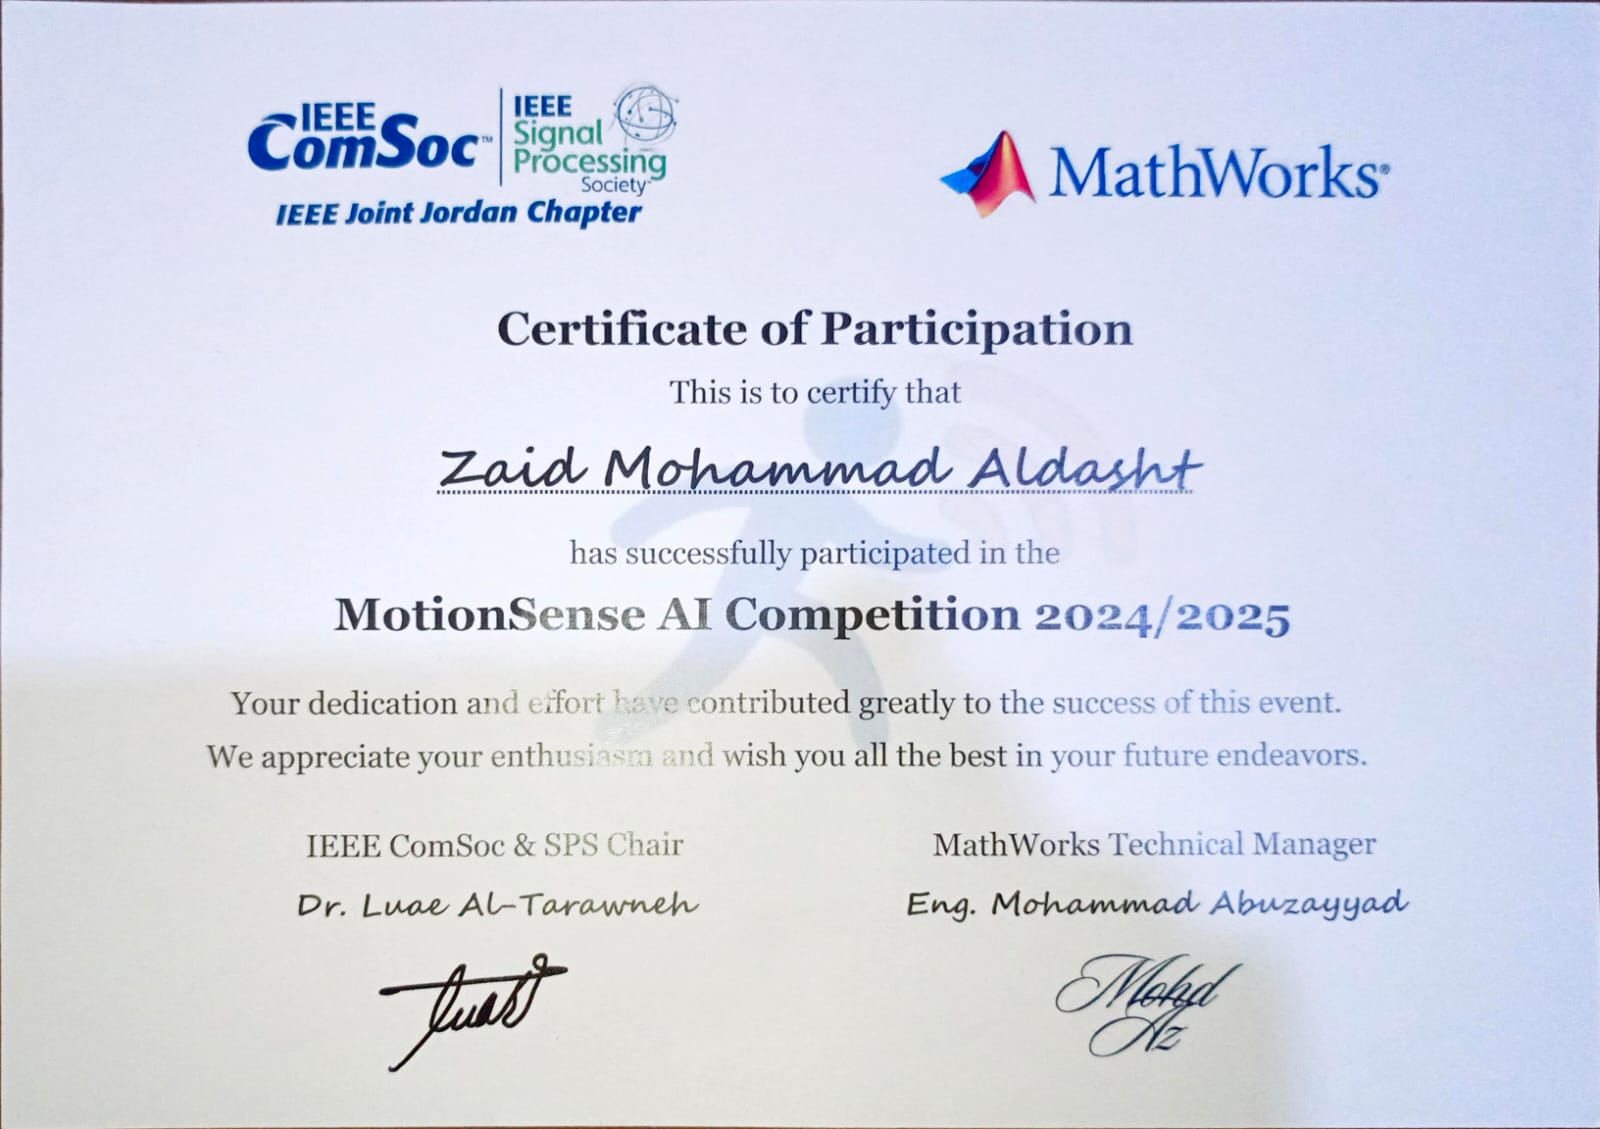 IEEE ComSoc™
IEEE Signal Processing Society™
IEEE Joint Jordan Chapter
MathWorks®
Certificate of Participation
This is to certify that
Zaid Mohammad Aldasht
has successfully participated in the
MotionSense AI Competition 2024/2025
Your dedication and effort have contributed greatly to the success of this event.
We appreciate your enthusiasm and wish you all the best in your future endeavors.
IEEE ComSoc & SPS Chair
Dr. Luae Al-Tarawneh
MathWorks Technical Manager
Eng. Mohammad Abuzayyad
Mohd
Az